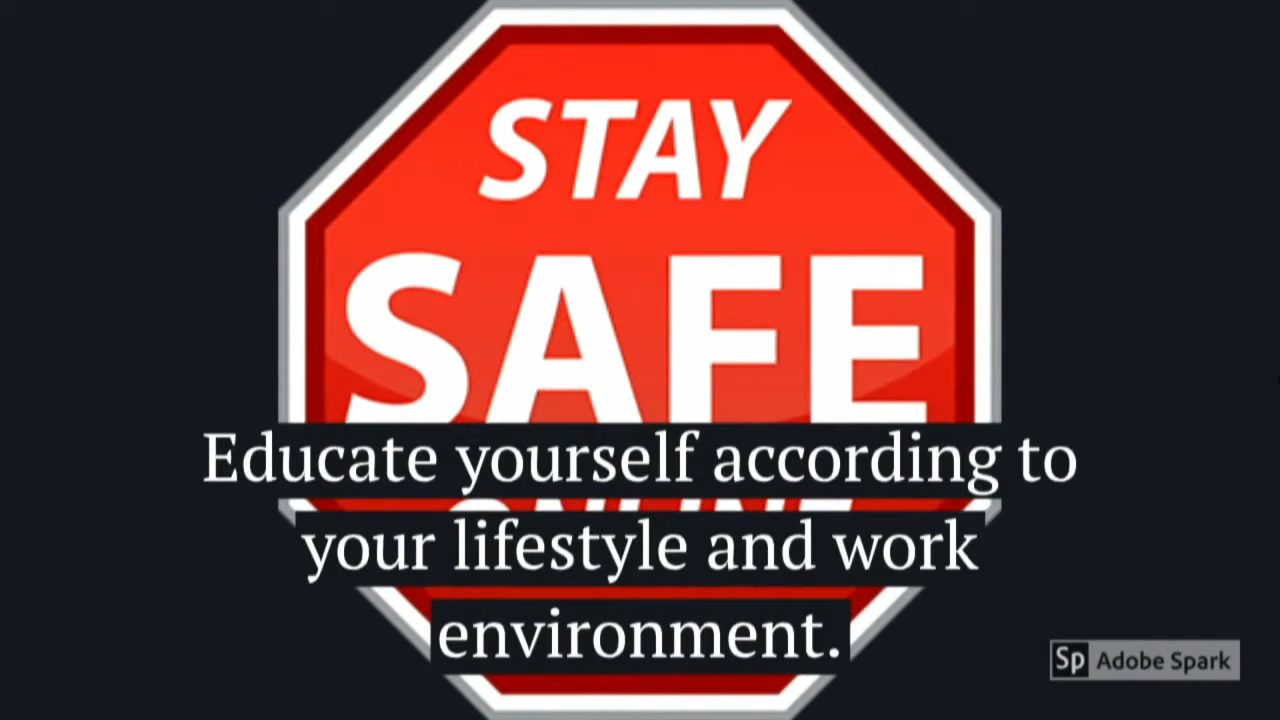 STAY
SAFE
Educate yourself according to
your lifestyle and work
environment.
Sp Adobe Spark